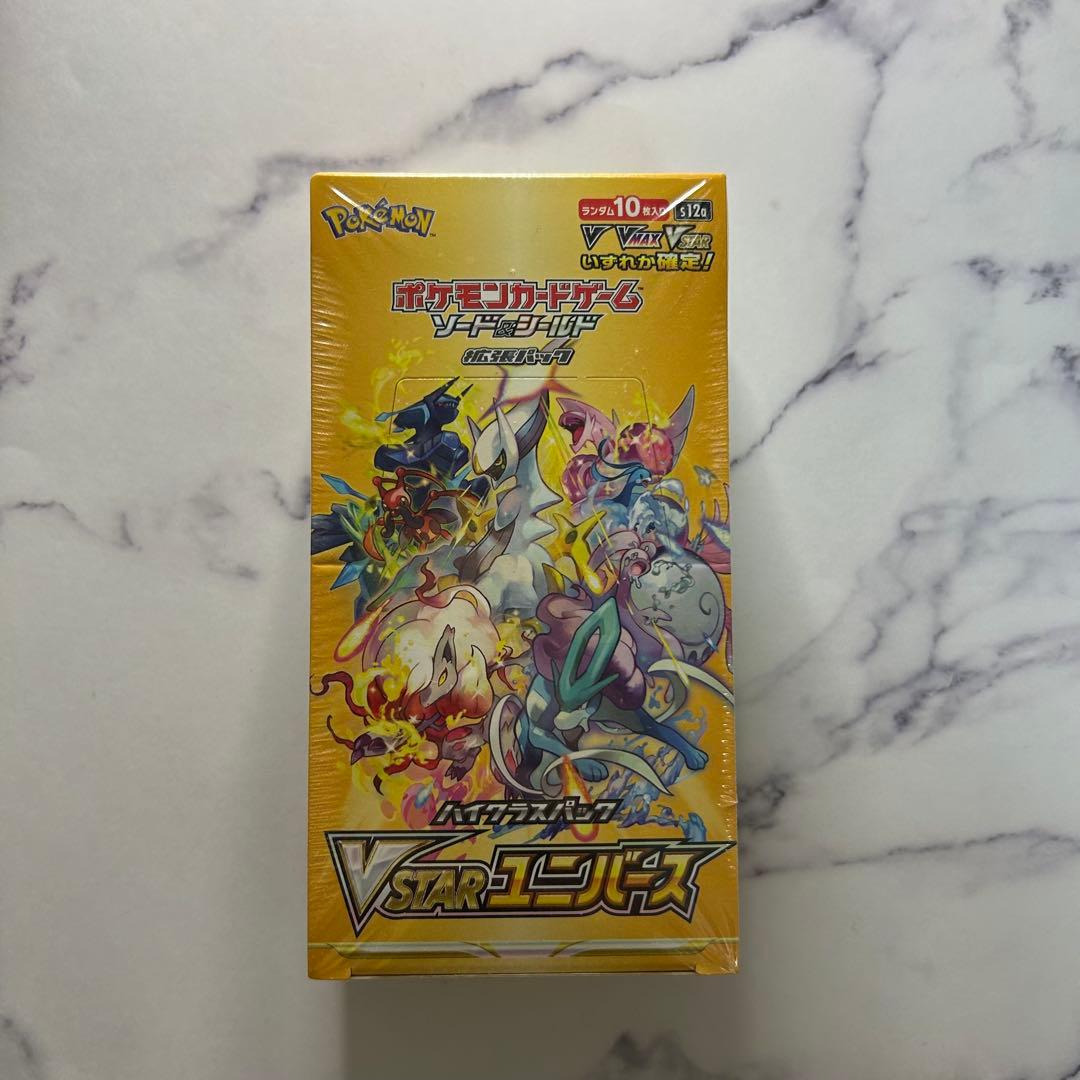 Pokémon™
ランダム10枚入り s12a
V VMAX VSTAR
いずれか確定!
ポケモンカードゲーム
ソード&シールド
拡張パック
ハイクラスパック
VSTARユニバース